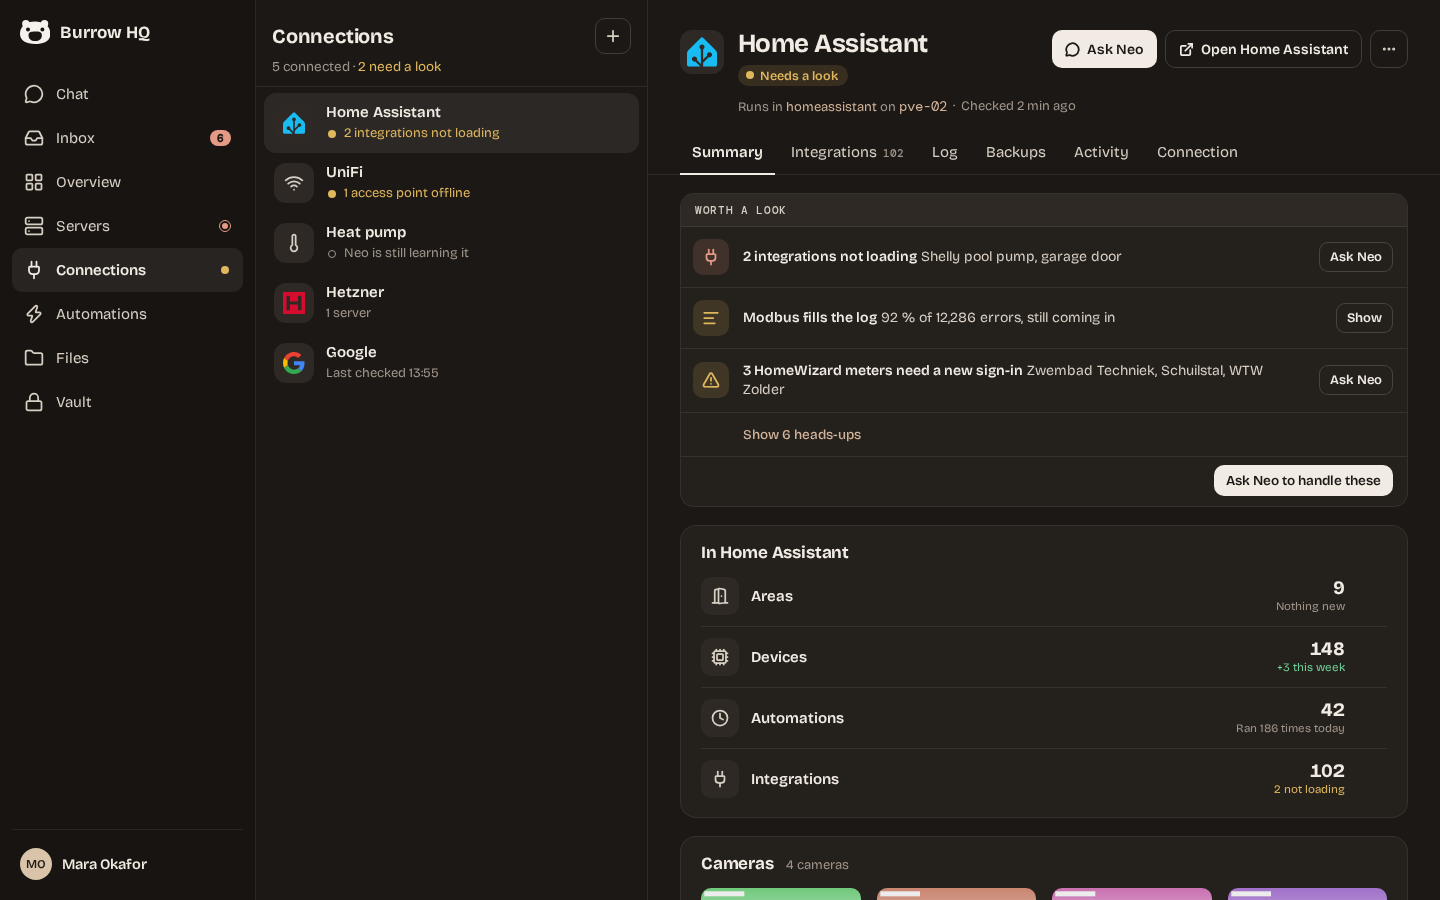 Burrow HQ
Chat
Inbox
6
Overview
Servers
Connections
Automations
Files
Vault
MO
Mara Okafor
Connections
5 connected · 2 need a look
Home Assistant
2 integrations not loading
UniFi
1 access point offline
Heat pump
Neo is still learning it
Hetzner
1 server
Google
Last checked 13:55
Home Assistant
Needs a look
Runs in homeassistant on pve-02 · Checked 2 min ago
Ask Neo
Open Home Assistant
Summary
Integrations 102
Log
Backups
Activity
Connection
WORTH A LOOK
2 integrations not loading Shelly pool pump, garage door
Ask Neo
Modbus fills the log 92 % of 12,286 errors, still coming in
Show
3 HomeWizard meters need a new sign-in Zwembad Techniek, Schuilstal, WTW
Zolder
Ask Neo
Show 6 heads-ups
Ask Neo to handle these
In Home Assistant
Areas
9
Nothing new
Devices
148
+3 this week
Automations
42
Ran 186 times today
Integrations
102
2 not loading
Cameras
4 cameras